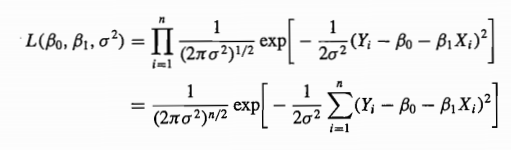 L(β₀, β₁, σ²) = ∏ᵢ₌₁ⁿ 1/(2πσ²)^{1/2} exp[ − 1/(2σ²) (Yᵢ − β₀ − β₁Xᵢ)² ]
= 1/(2πσ²)^{n/2} exp[ − 1/(2σ²) ∑ᵢ₌₁ⁿ (Yᵢ − β₀ − β₁Xᵢ)² ]